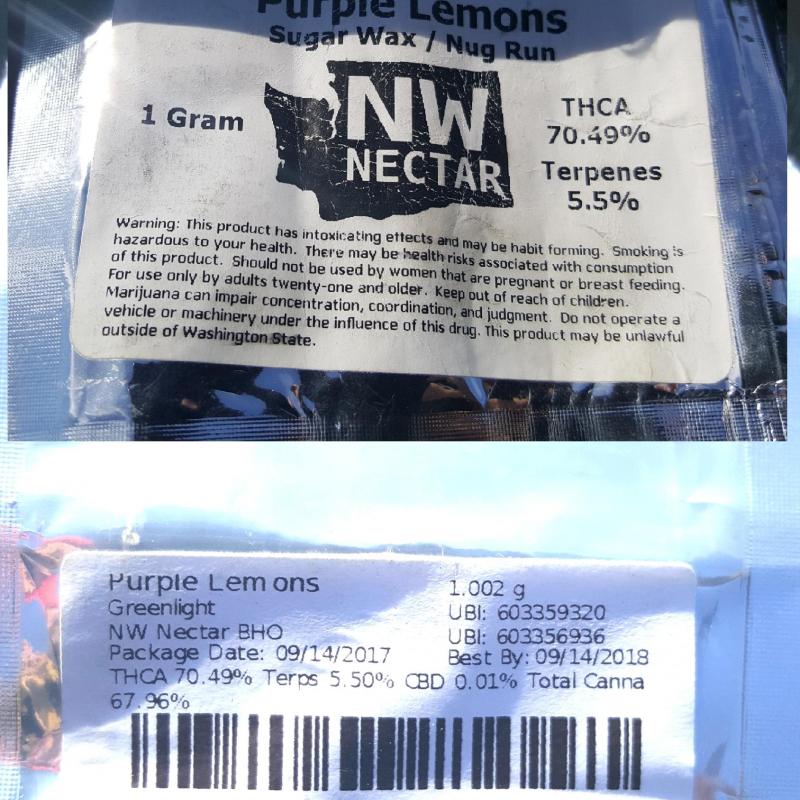 Purple Lemons
Sugar Wax / Nug Run
1 Gram
NW
NECTAR
THCA
70.49%
Terpenes
5.5%
Warning: This product has intoxicating effects and may be habit forming. Smoking is
hazardous to your health. There may be health risks associated with consumption
of this product. Should not be used by women that are pregnant or breast feeding.
For use only by adults twenty-one and older. Keep out of reach of children.
Marijuana can impair concentration, coordination, and judgment. Do not operate a
vehicle or machinery under the influence of this drug. This product may be unlawful
outside of Washington State.
Purple Lemons
Greenlight
NW Nectar BHO
Package Date: 09/14/2017
1.002 g
UBI: 603359320
UBI: 603356936
Best By: 09/14/2018
THCA 70.49% Terps 5.50% CBD 0.01% Total Canna
67.96%